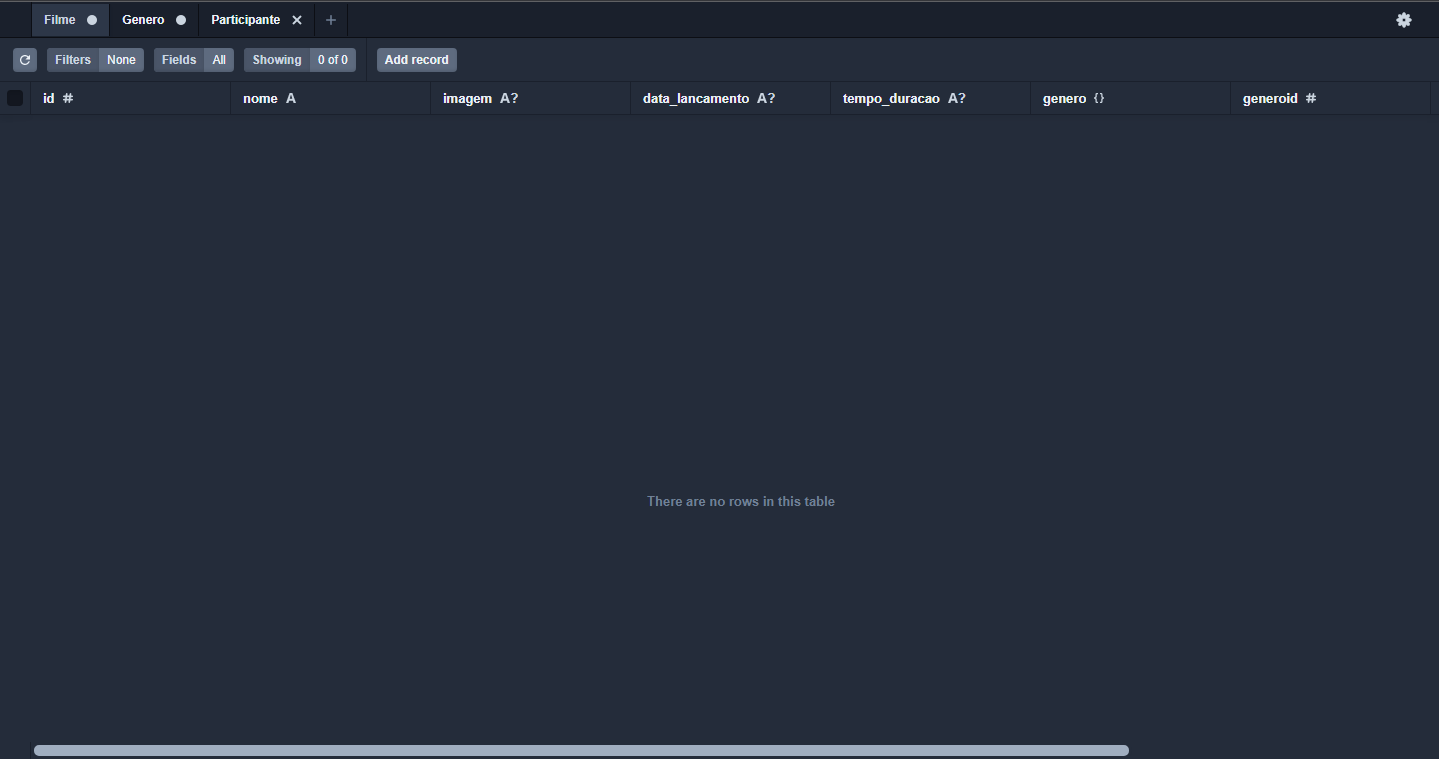 Filme Genero Participante
Filters None Fields All Showing 0 of 0 Add record
id # nome A imagem A? data_lancamento A? tempo_duracao A? genero {} generoid #
There are no rows in this table